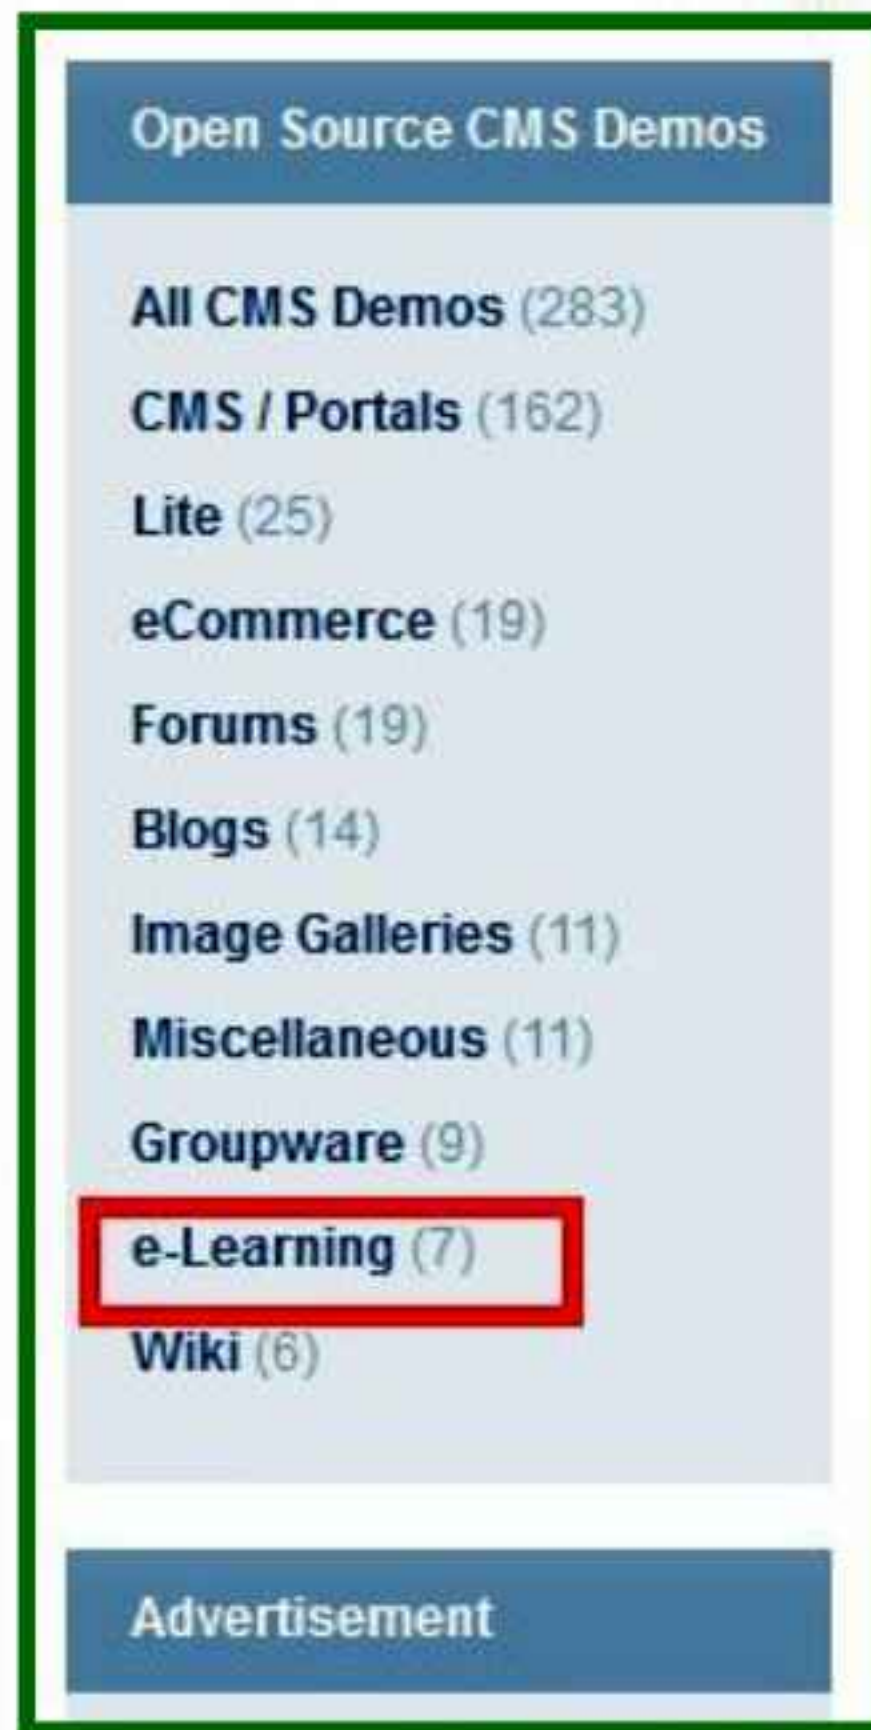 Open Source CMS Demos
All CMS Demos (283)
CMS / Portals (162)
Lite (25)
eCommerce (19)
Forums (19)
Blogs (14)
Image Galleries (11)
Miscellaneous (11)
Groupware (9)
e-Learning (7)
Wiki (6)
Advertisement